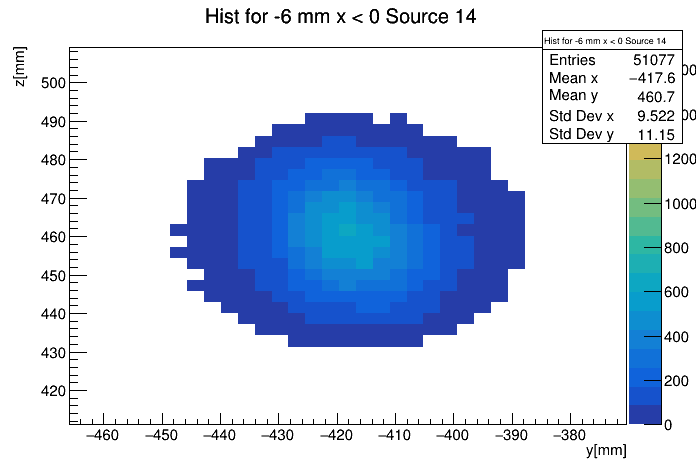 Hist for -6 mm x < 0 Source 14
Hist for -6 mm x < 0 Source 14
Entries 51077
Mean x −417.6
Mean y 460.7
Std Dev x 9.522
Std Dev y 11.15
z[mm]
500
490
480
470
460
450
440
430
420
−460 −450 −440 −430 −420 −410 −400 −390 −380
y[mm]
1200
1000
800
600
400
200
0